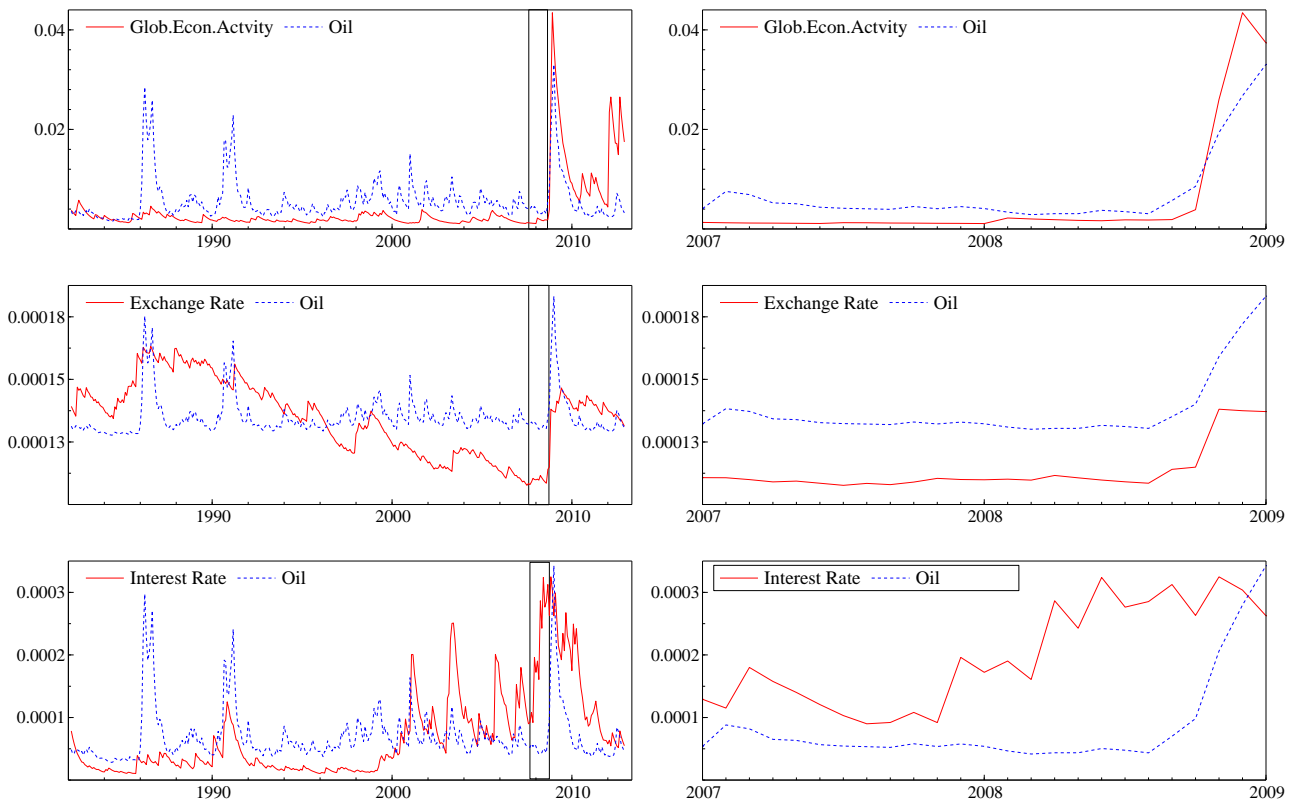 Glob.Econ.Actvity Oil
0.04
0.02
1990 2000 2010
Glob.Econ.Actvity Oil
0.04
0.02
2007 2008 2009
Exchange Rate Oil
0.00018
0.00015
0.00013
1990 2000 2010
Exchange Rate Oil
0.00018
0.00015
0.00013
2007 2008 2009
Interest Rate Oil
0.0003
0.0002
0.0001
1990 2000 2010
Interest Rate Oil
0.0003
0.0002
0.0001
2007 2008 2009